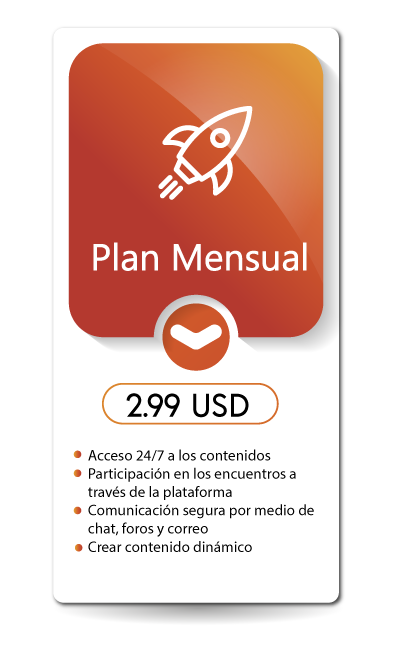 Plan Mensual
2.99 USD
Acceso 24/7 a los contenidos
Participación en los encuentros a
través de la plataforma
Comunicación segura por medio de
chat, foros y correo
Crear contenido dinámico